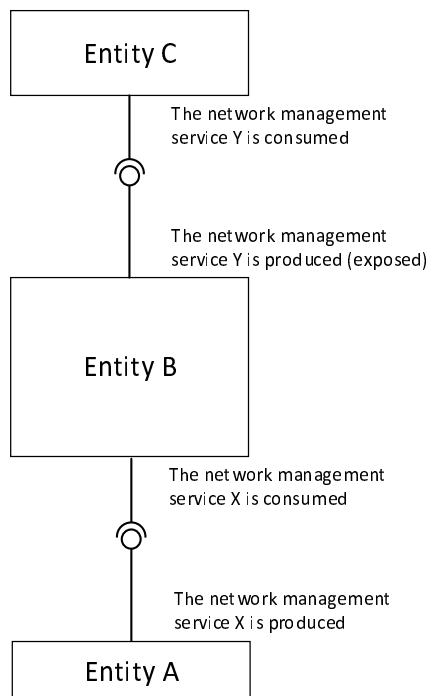 Entity C
The network management
service Y is consumed
The network management
service Y is produced (exposed)
Entity B
The network management
service X is consumed
The network management
service X is produced
Entity A